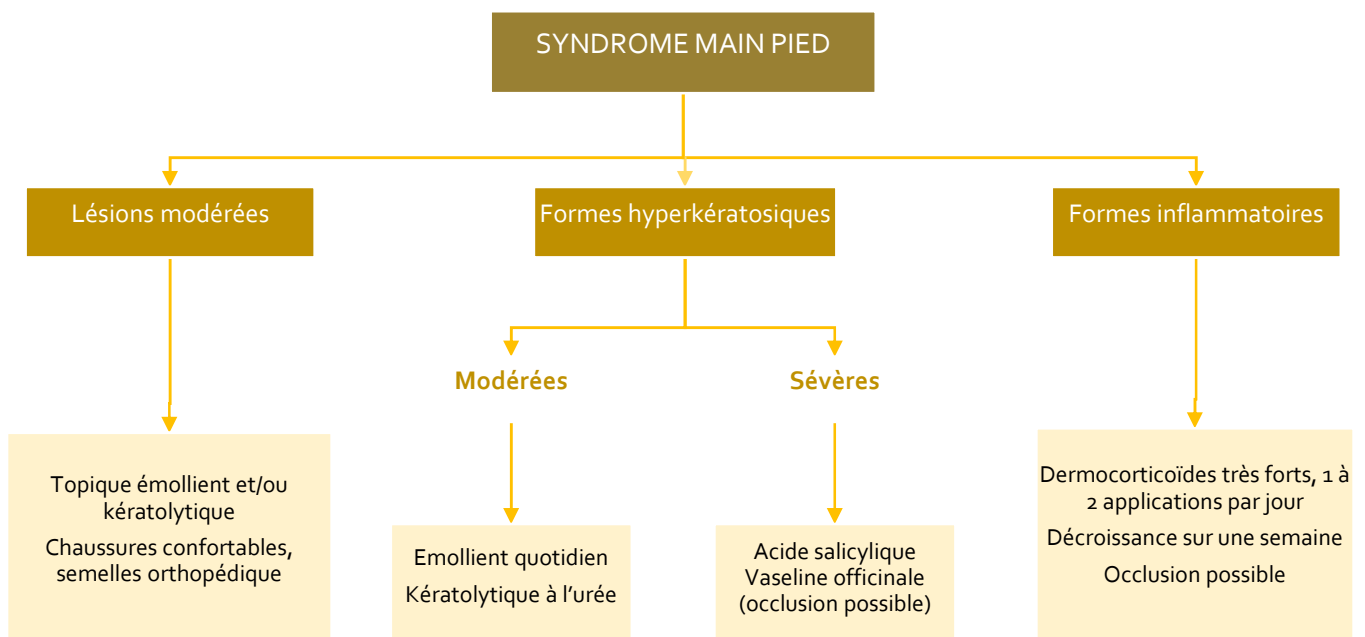 SYNDROME MAIN PIED
Lésions modérées
Formes hyperkératosiques
Formes inflammatoires
Modérées
Sévères
Topique émollient et/ou
kératolytique
Chaussures confortables,
semelles orthopédique
Emollient quotidien
Kératolytique à l’urée
Acide salicylique
Vaseline officinale
(occlusion possible)
Dermocorticoïdes très forts, 1 à
2 applications par jour
Décroissance sur une semaine
Occlusion possible